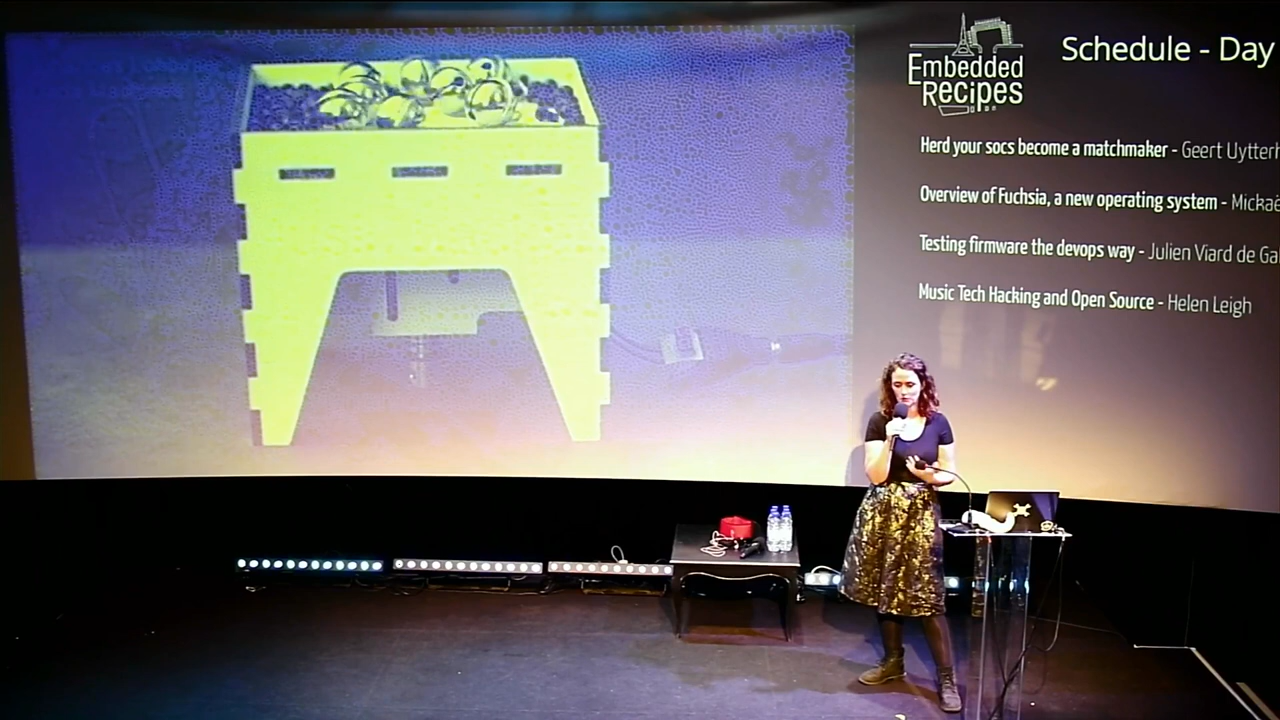 Embedded
Recipes
Schedule - Day
Herd your socs become a matchmaker - Geert
Overview of Fuchsia, a new operating system -
Testing firmware the devops way - Julien Viard de
Music Tech Hacking and Open Source - Helen Leigh